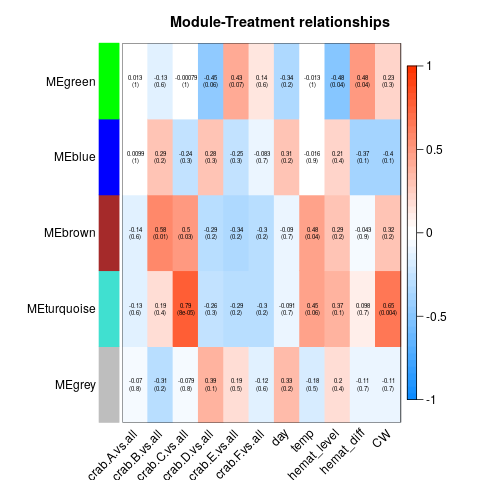 Module-Treatment relationships
MEgreen
0.013 -0.13 -0.00079 -0.45 0.43 0.14 -0.34 -0.013 -0.48 0.48 0.23
(1) (0.6) (1) (0.06) (0.07) (0.6) (0.2) (1) (0.04) (0.04) (0.3)
MEblue
0.0099 0.29 -0.24 0.28 -0.25 -0.083 0.31 -0.016 0.21 -0.37 -0.4
(1) (0.2) (0.3) (0.3) (0.3) (0.7) (0.2) (0.9) (0.4) (0.1) (0.1)
MEbrown
-0.14 0.58 0.5 -0.29 -0.34 -0.3 -0.09 0.48 0.29 -0.043 0.32
(0.6) (0.01) (0.03) (0.2) (0.2) (0.2) (0.7) (0.04) (0.2) (0.9) (0.2)
MEturquoise
-0.13 0.19 0.79 -0.26 -0.29 -0.3 -0.091 0.45 0.37 0.098 0.65
(0.6) (0.4) (8e-05) (0.3) (0.2) (0.2) (0.7) (0.06) (0.1) (0.7) (0.004)
MEgrey
-0.07 -0.31 -0.079 0.39 0.19 -0.12 0.33 -0.18 0.2 -0.11 -0.11
(0.8) (0.2) (0.8) (0.1) (0.5) (0.6) (0.2) (0.5) (0.4) (0.7) (0.7)
crab.A.vs.all
crab.B.vs.all
crab.C.vs.all
crab.D.vs.all
crab.E.vs.all
crab.F.vs.all
day
temp
hemat_level
hemat_diff
CW
1
0.5
0
-0.5
-1